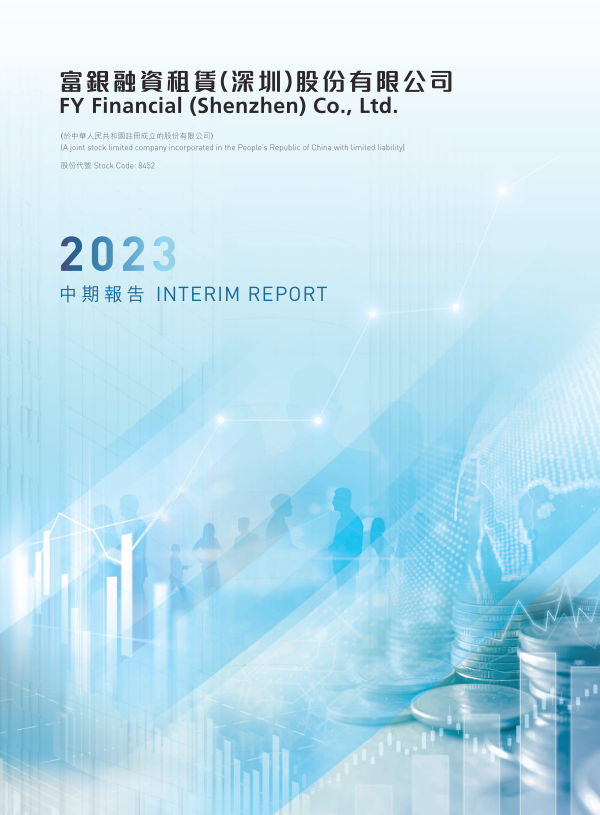 富銀融資租賃(深圳)股份有限公司
FY Financial (Shenzhen) Co., Ltd.
(於中華人民共和國註冊成立的股份有限公司)
(A joint stock limited company incorporated in the People's Republic of China with limited liability)
股份代號 Stock Code: 8452
2023
中期報告 INTERIM REPORT